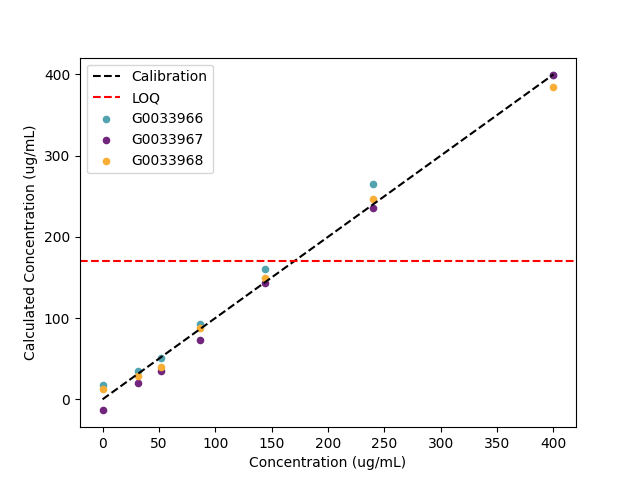 Calibration
LOQ
G0033966
G0033967
G0033968
400
300
200
100
0
Calculated Concentration (ug/mL)
0 50 100 150 200 250 300 350 400
Concentration (ug/mL)